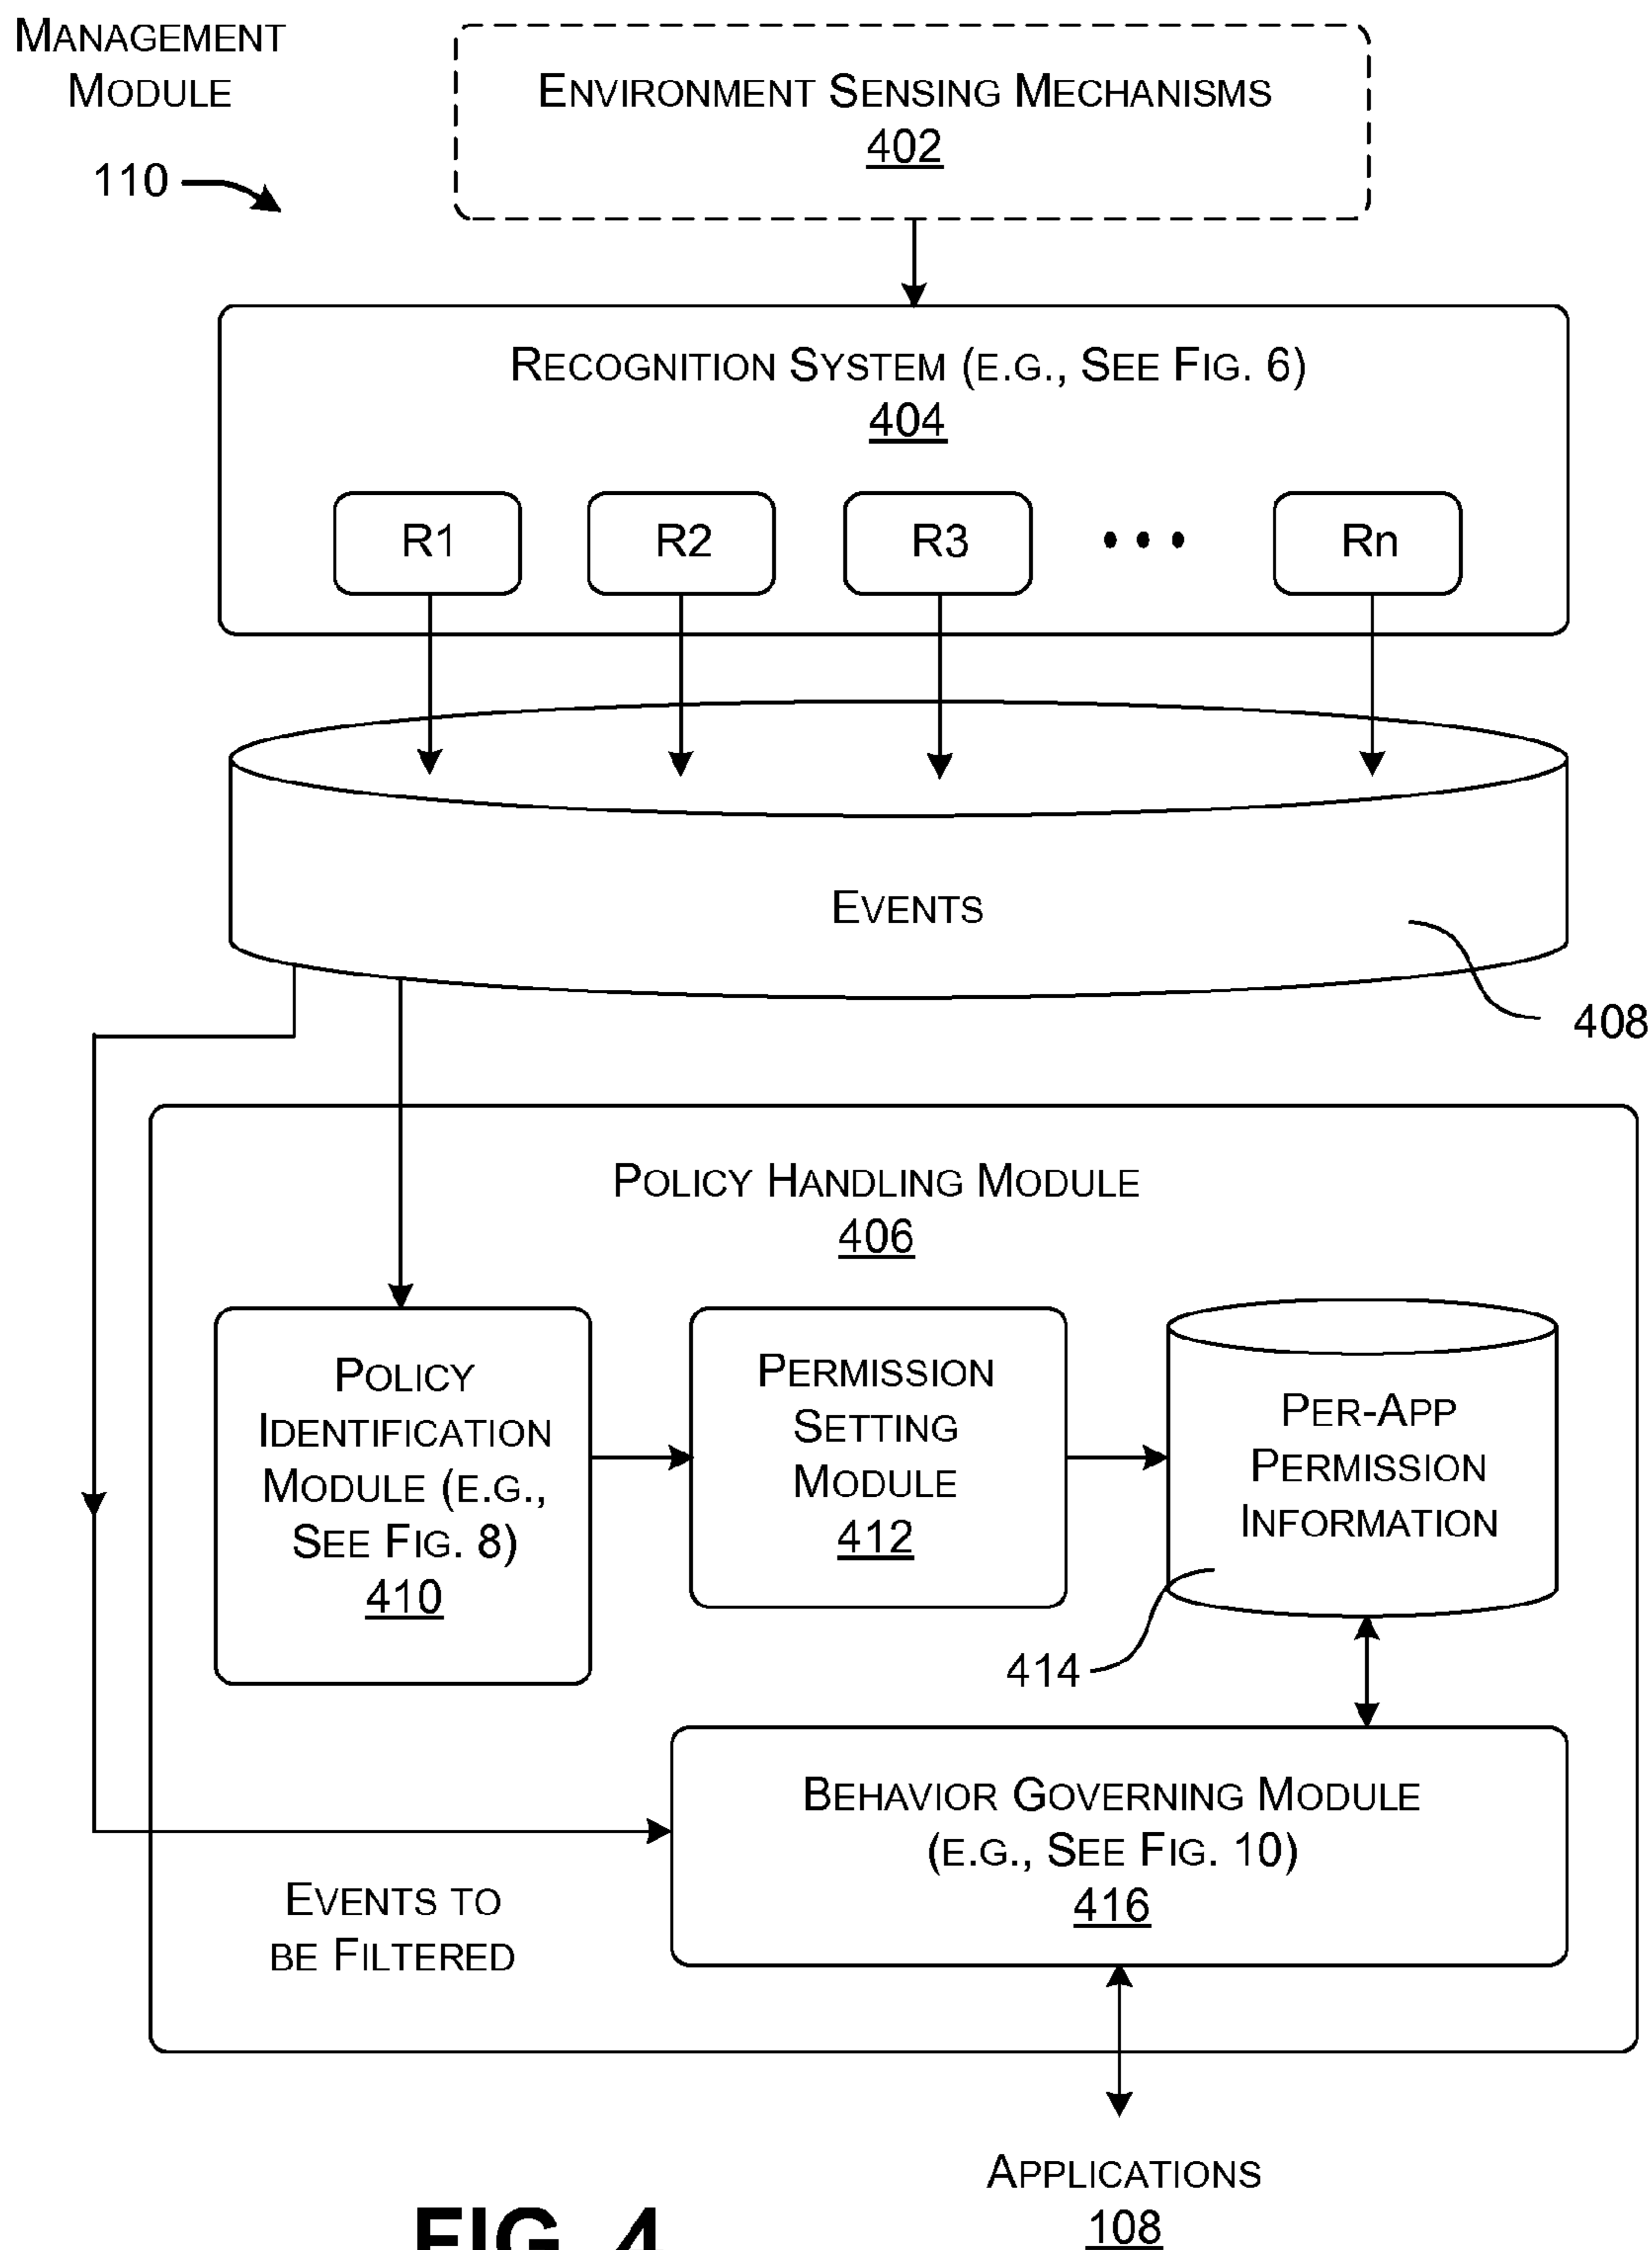 MANAGEMENT
MODULE
110
ENVIRONMENT SENSING MECHANISMS
402
RECOGNITION SYSTEM (E.G., SEE FIG. 6)
404
R1
R2
R3
• • •
Rn
EVENTS
408
POLICY HANDLING MODULE
406
POLICY
IDENTIFICATION
MODULE (E.G.,
SEE FIG. 8)
410
PERMISSION
SETTING
MODULE
412
PER-APP
PERMISSION
INFORMATION
414
BEHAVIOR GOVERNING MODULE
(E.G., SEE FIG. 10)
416
EVENTS TO
BE FILTERED
APPLICATIONS
108
FIG. 4